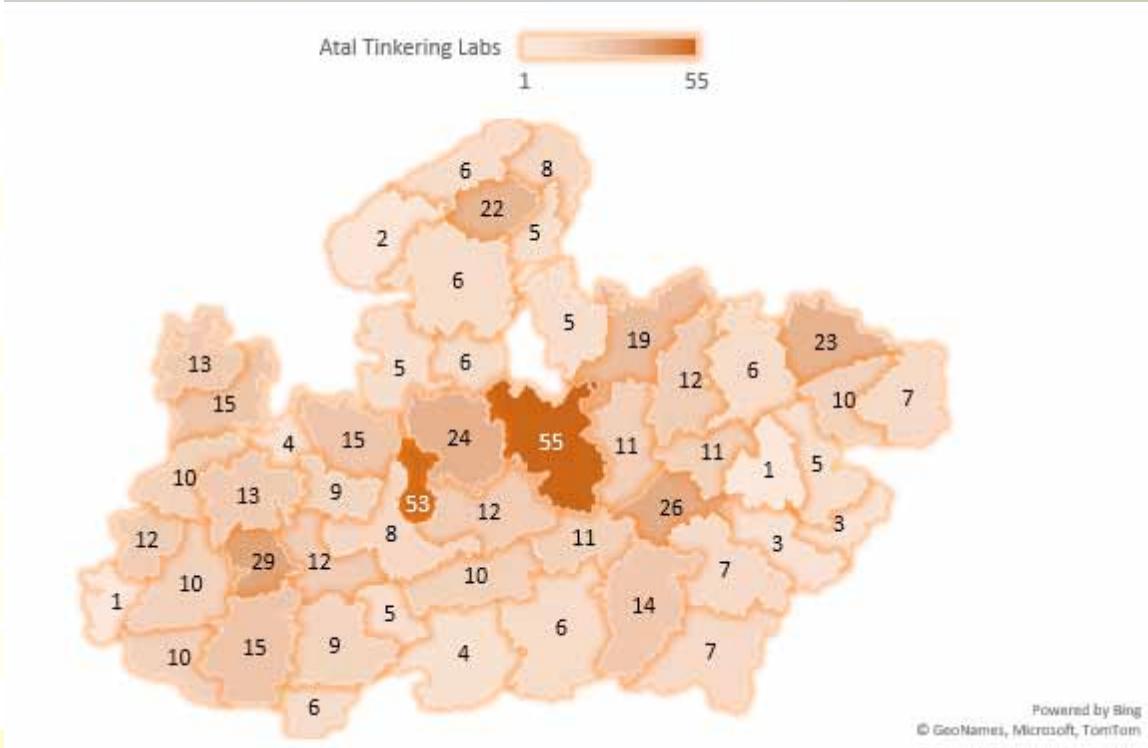 Atal Tinkering Labs
1 55
6 8
22
2 5
6
5
19
13 5 6 12 6 23
15 10 7
4 15 24 55 11
11 1 5
10 13 9
53 12 26
12 8 11 3 3
29 12
10 10 7
1 5 14
10 15 9 4 6 7
6
Powered by Bing
© GeoNames, Microsoft, TomTom